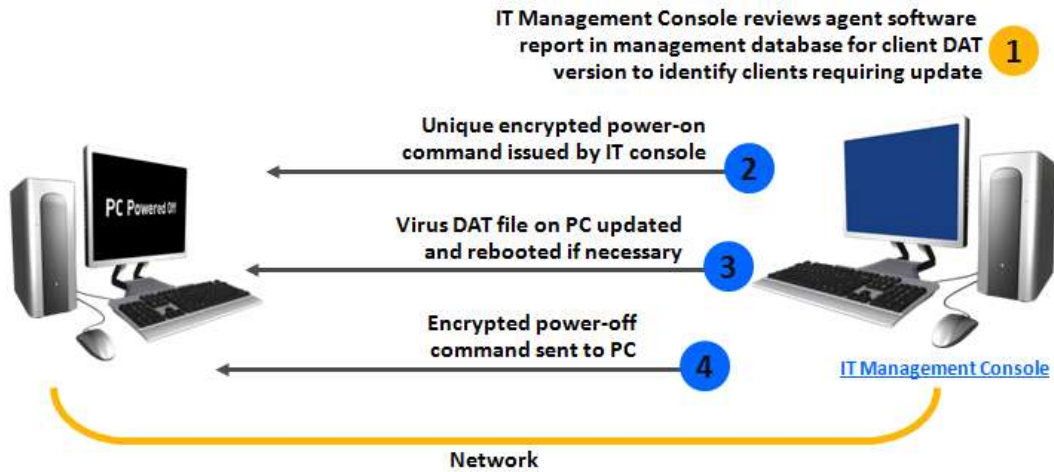 IT Management Console reviews agent software
report in management database for client DAT
version to identify clients requiring update
1
Unique encrypted power-on
command issued by IT console
2
PC Powered Off
Virus DAT file on PC updated
and rebooted if necessary
3
Encrypted power-off
command sent to PC
4
IT Management Console
Network